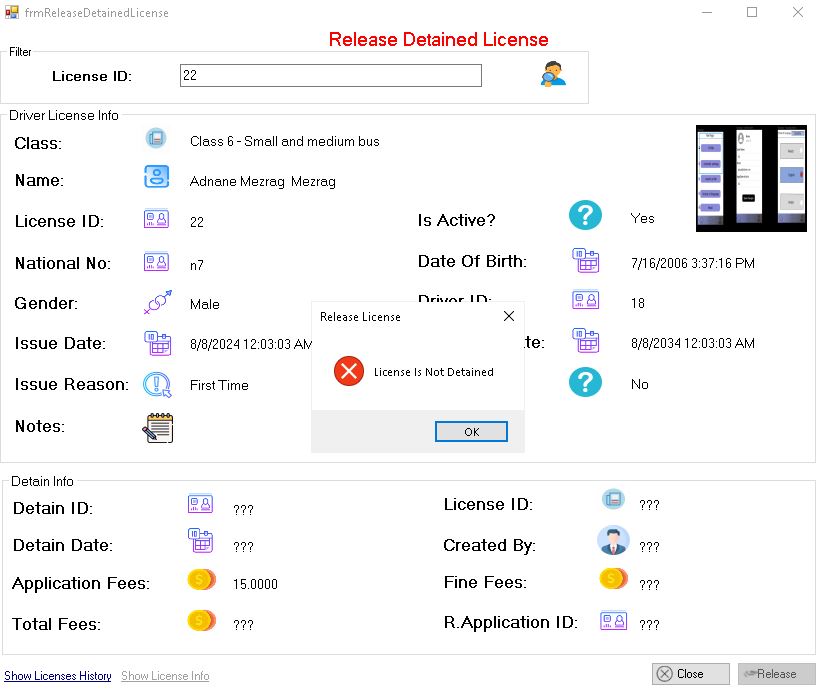 frmReleaseDetainedLicense
Release Detained License
Filter
License ID: 22
Driver License Info
Class: Class 6 - Small and medium bus
Name: Adnane Mezrag Mezrag
License ID: 22 Is Active? Yes
National No: n7 Date Of Birth: 7/16/2006 3:37:16 PM
Gender: Male Driver ID: 18
Issue Date: 8/8/2024 12:03:03 AM te: 8/8/2034 12:03:03 AM
Issue Reason: First Time No
Notes:
Release License
License Is Not Detained
OK
Detain Info
Detain ID: ??? License ID: ???
Detain Date: ??? Created By: ???
Application Fees: 15.0000 Fine Fees: ???
Total Fees: ??? R.Application ID: ???
Show Licenses History Show License Info Close Release